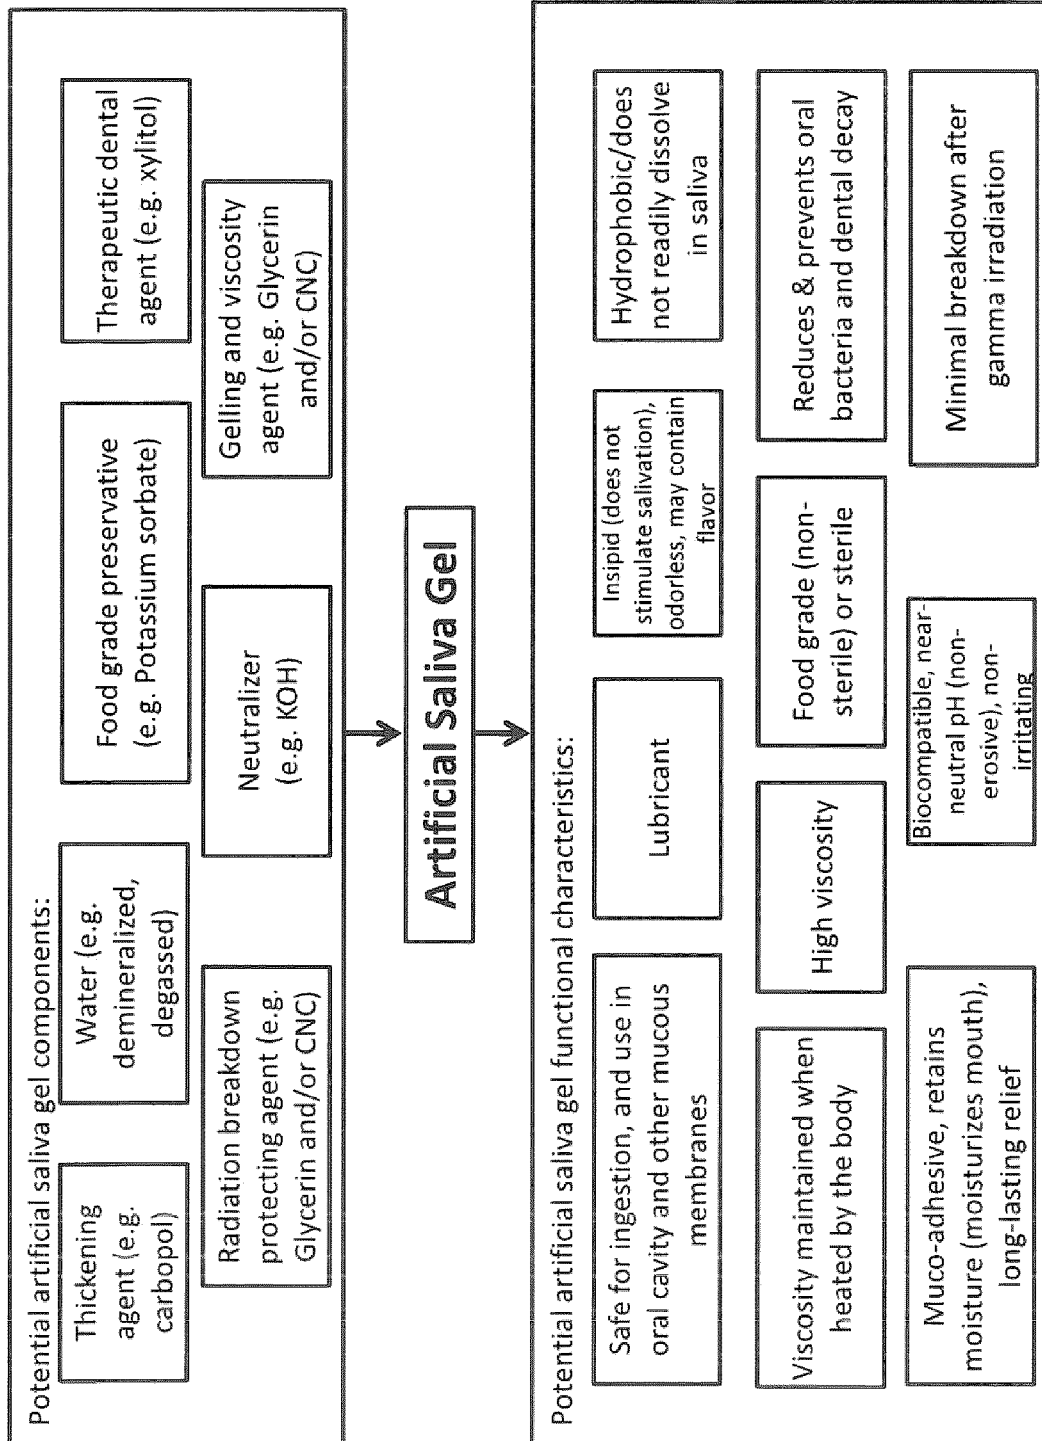 Potential artificial saliva gel components:
Thickening
agent (e.g.
carbopol)
Water (e.g.
demineralized,
degassed)
Food grade preservative
(e.g. Potassium sorbate)
Therapeutic dental
agent (e.g. xylitol)
Radiation breakdown
protecting agent (e.g.
Glycerin and/or CNC)
Neutralizer
(e.g. KOH)
Gelling and viscosity
agent (e.g. Glycerin
and/or CNC)
Artificial Saliva Gel
Potential artificial saliva gel functional characteristics:
Safe for ingestion, and use in
oral cavity and other mucous
membranes
Lubricant
Insipid (does not
stimulate salivation),
odorless, may contain
flavor
Hydrophobic/does
not readily dissolve
in saliva
Viscosity maintained when
heated by the body
High viscosity
Food grade (non-
sterile) or sterile
Reduces & prevents oral
bacteria and dental decay
Muco-adhesive, retains
moisture (moisturizes mouth),
long-lasting relief
Biocompatible, near-
neutral pH (non-
erosive), non-
irritating
Minimal breakdown after
gamma irradiation